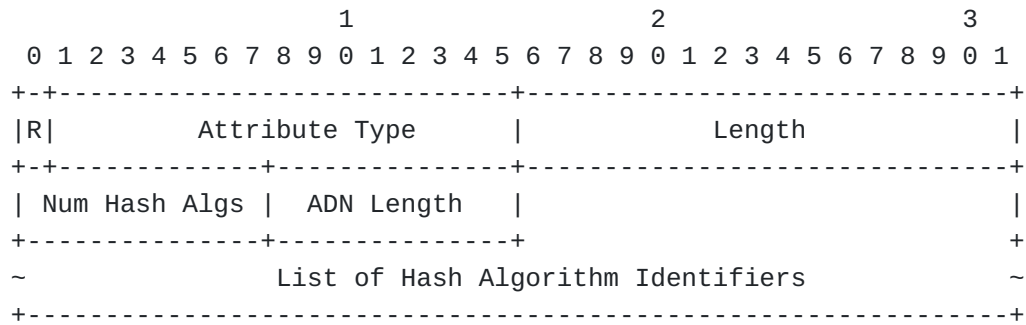 1                   2                   3
 0 1 2 3 4 5 6 7 8 9 0 1 2 3 4 5 6 7 8 9 0 1 2 3 4 5 6 7 8 9 0 1
+-+-----------------------------+-------------------------------+
|R|         Attribute Type      |            Length             |
+-+-------------+---------------+-------------------------------+
| Num Hash Algs |  ADN Length   |                               |
+---------------+---------------+                               +
~                List of Hash Algorithm Identifiers             ~
+---------------------------------------------------------------+